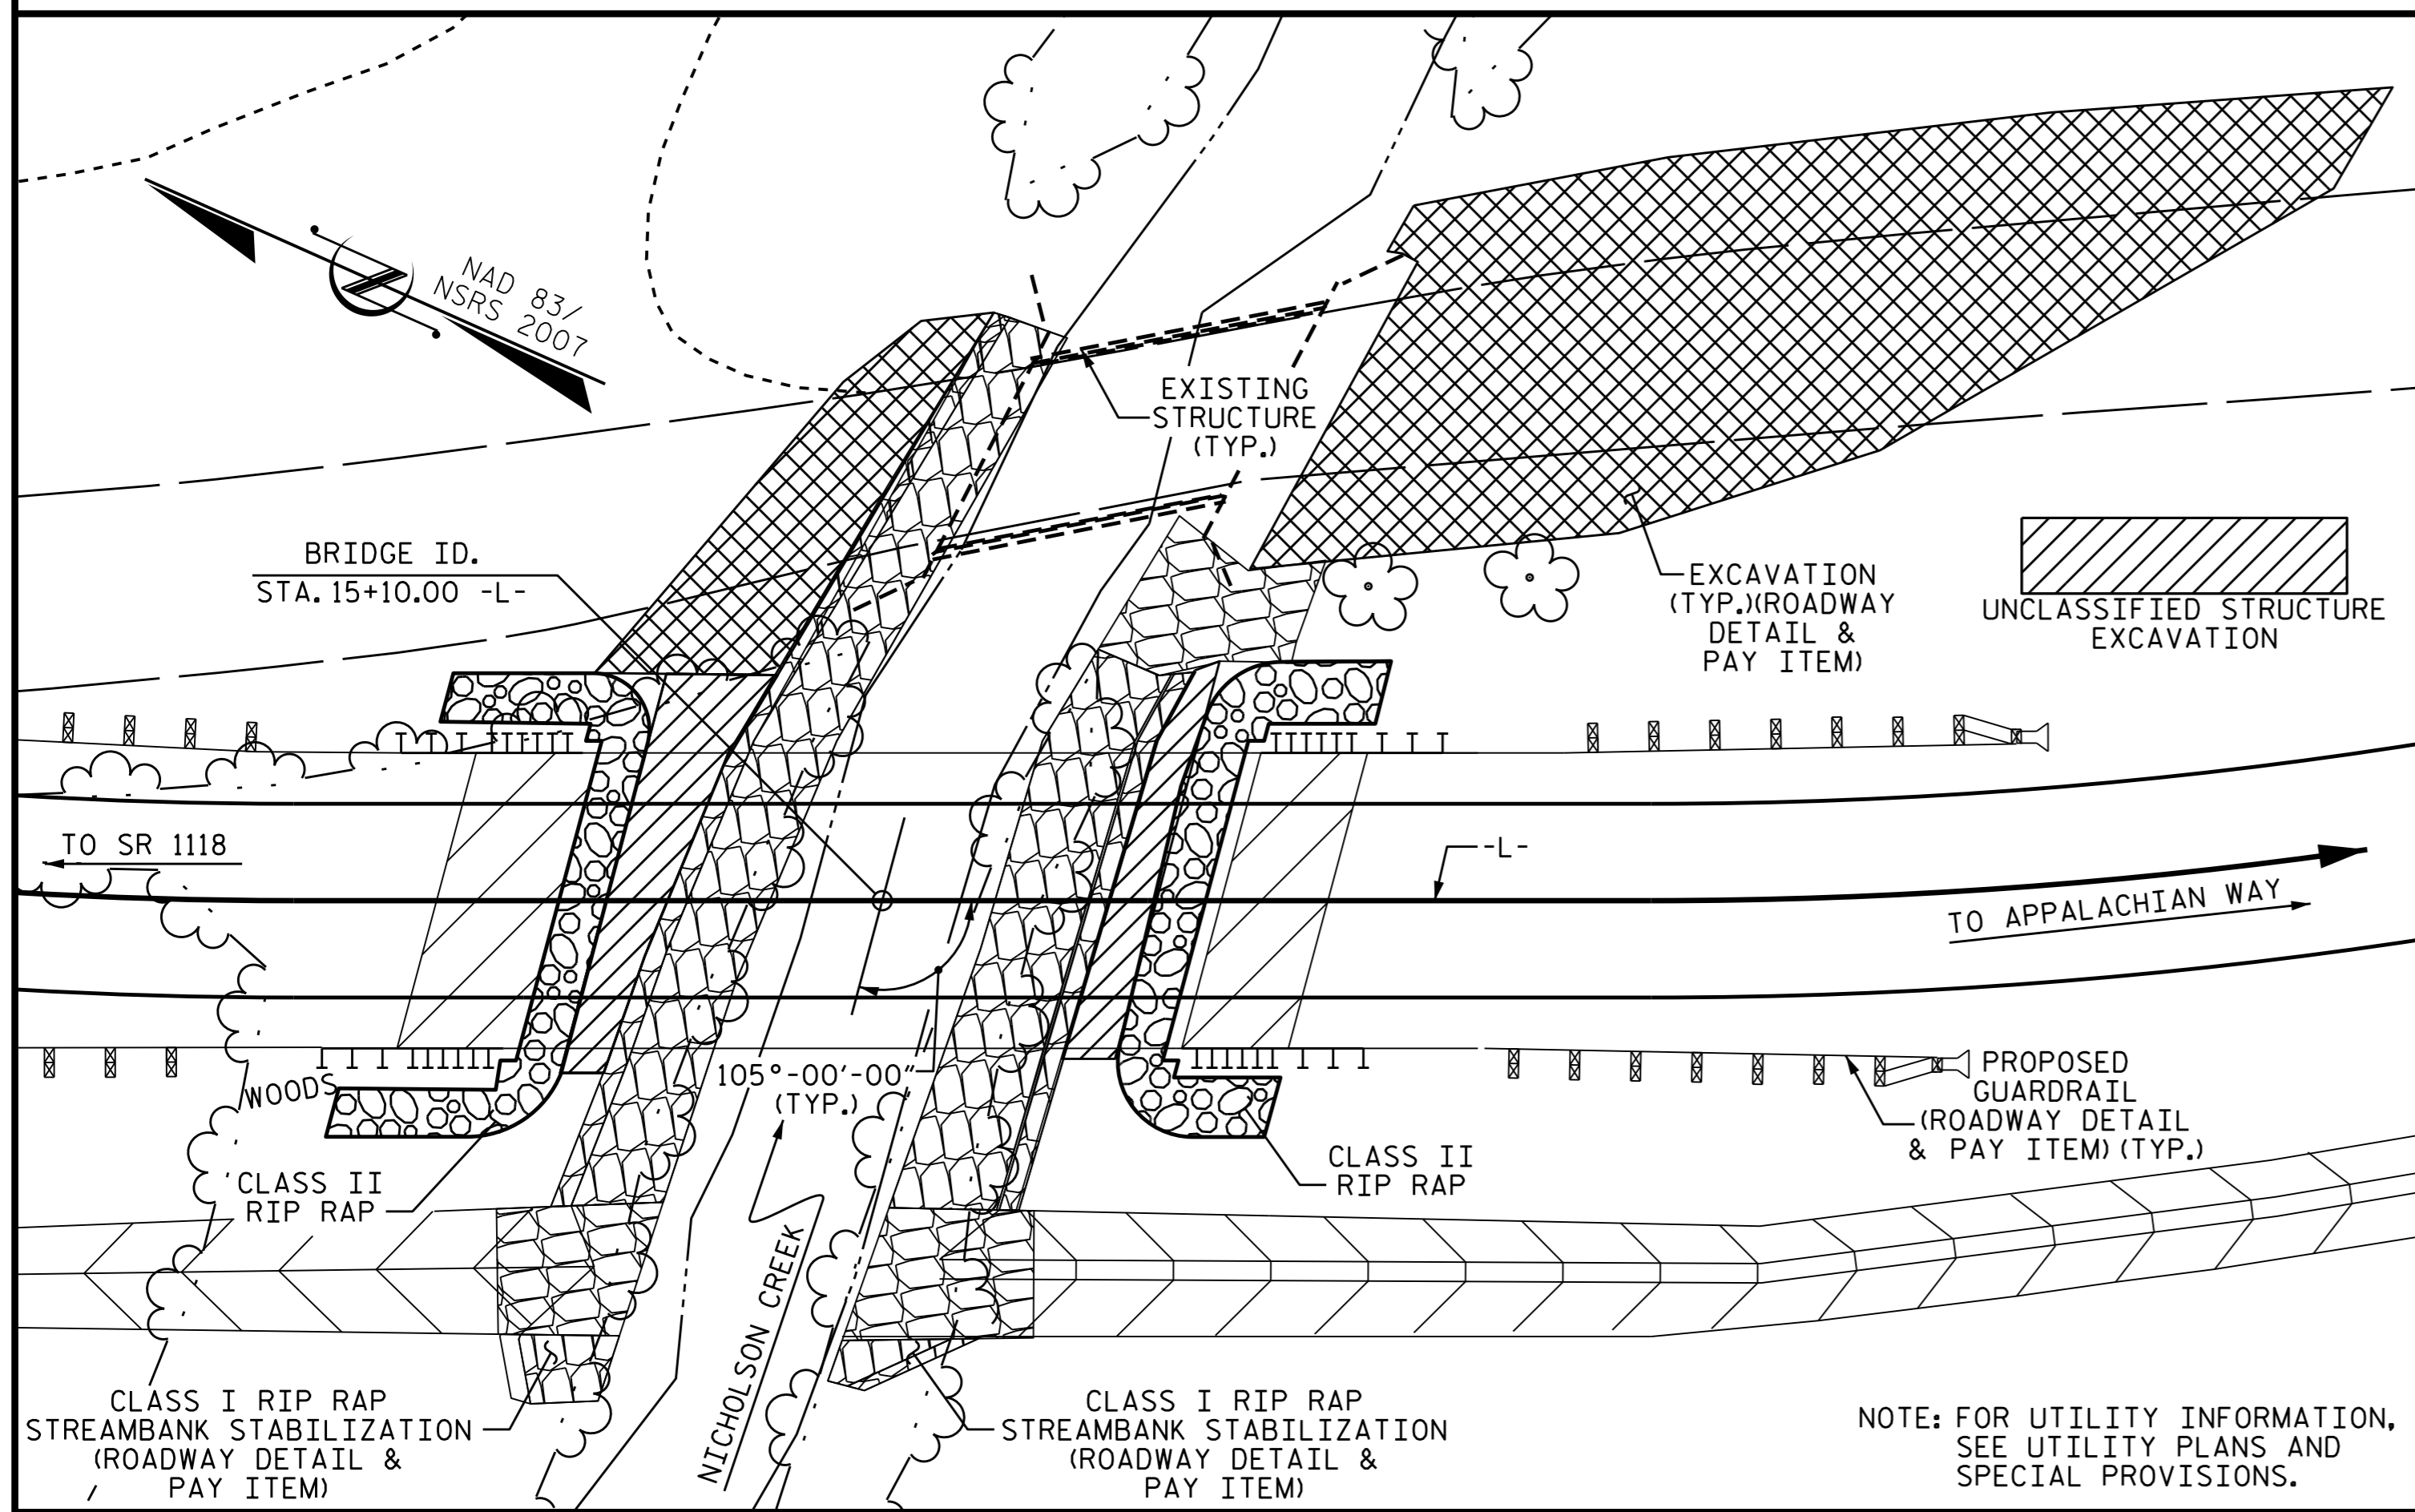 NAD 83/
NSRS 2007
EXISTING
STRUCTURE
(TYP.)
BRIDGE ID.
STA. 15+10.00 -L-
EXCAVATION
(TYP.)(ROADWAY
DETAIL &
PAY ITEM)
UNCLASSIFIED STRUCTURE
EXCAVATION
TO SR 1118
-L-
TO APPALACHIAN WAY
WOODS
105°-00'-00"
(TYP.)
PROPOSED
GUARDRAIL
(ROADWAY DETAIL
& PAY ITEM) (TYP.)
CLASS II
RIP RAP
CLASS II
RIP RAP
NICHOLSON CREEK
CLASS I RIP RAP
STREAMBANK STABILIZATION
(ROADWAY DETAIL &
PAY ITEM)
CLASS I RIP RAP
STREAMBANK STABILIZATION
(ROADWAY DETAIL &
PAY ITEM)
NOTE: FOR UTILITY INFORMATION,
SEE UTILITY PLANS AND
SPECIAL PROVISIONS.